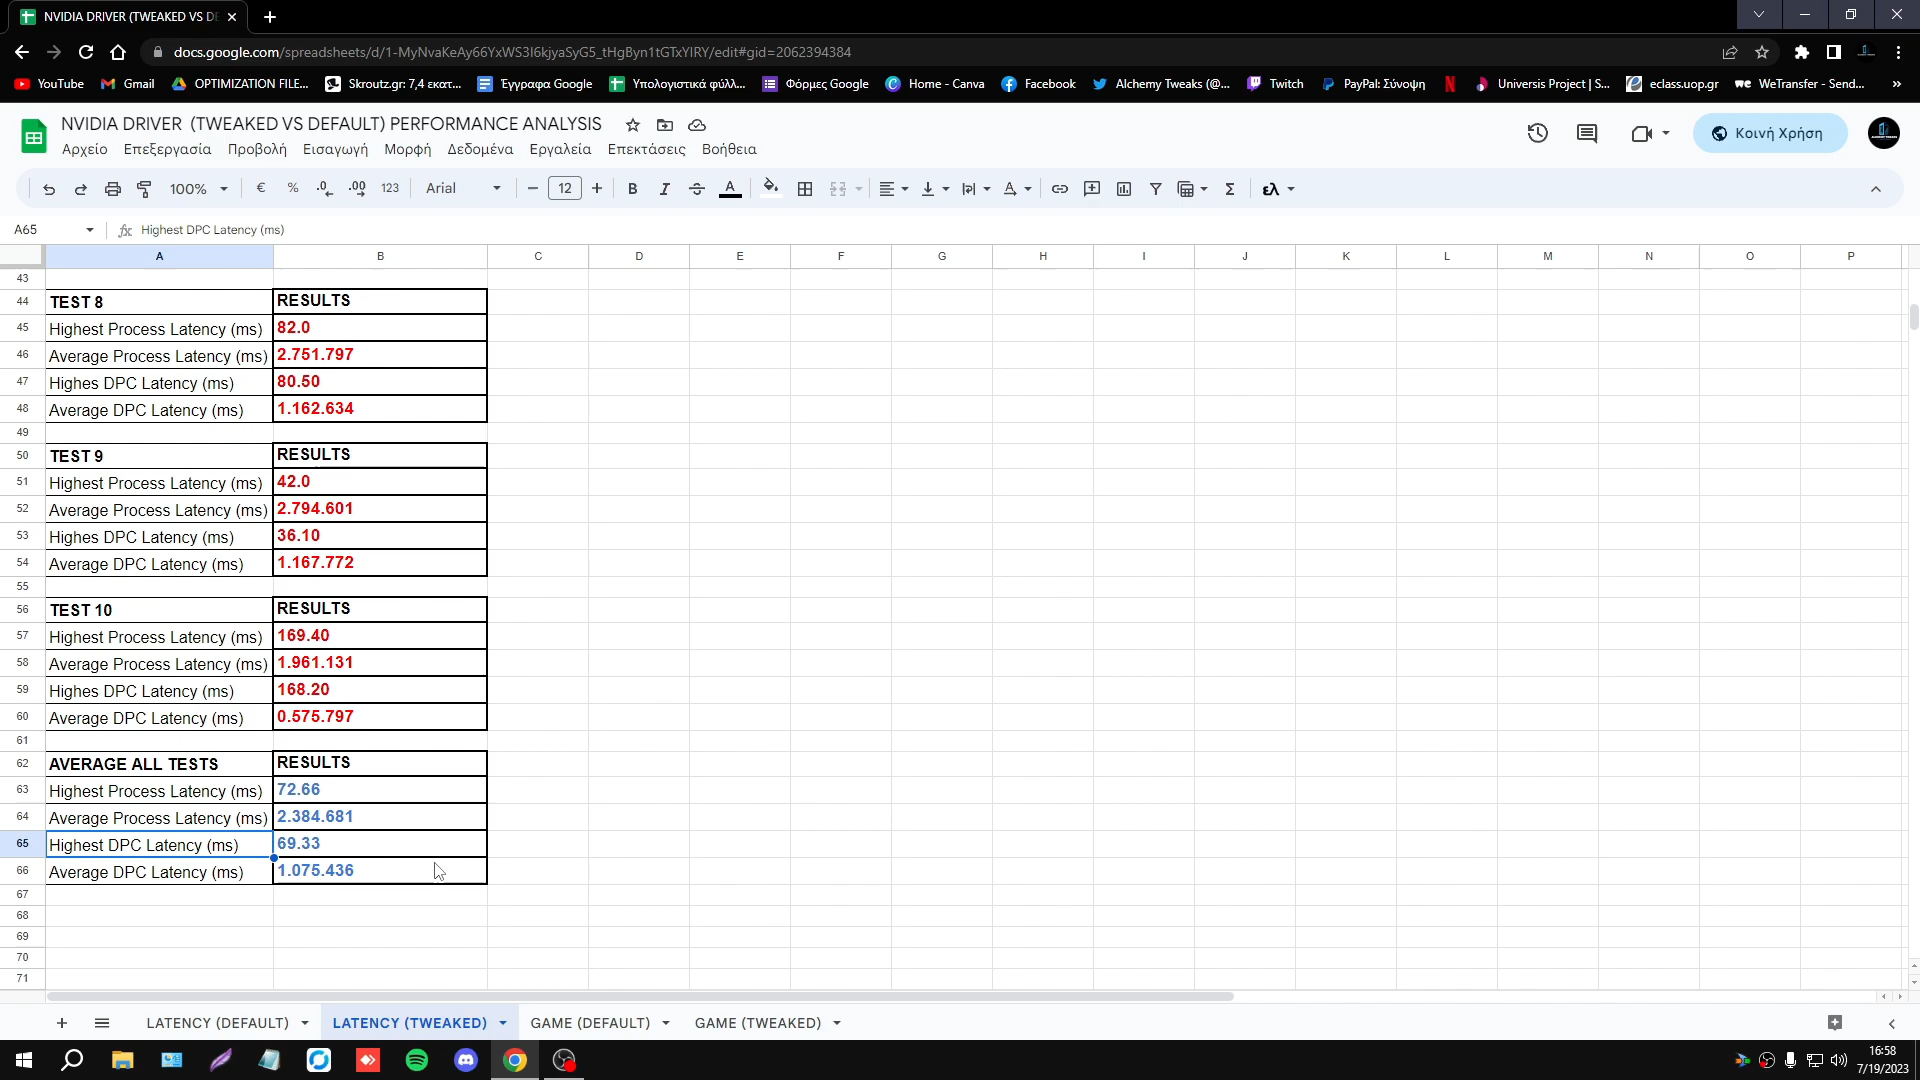 NVIDIA DRIVER (TWEAKED VS DE
docs.google.com/spreadsheets/d/1-MyNvaKeAy66YxWS3I6kjyaSyG5_tHgByn1tGTxYIRY/edit#gid=2062394384
YouTube Gmail OPTIMIZATION FILE... Skroutz.gr: 7,4 εκατ... Έγγραφα Google Υπολογιστικά φύλλ... Φόρμες Google Home - Canva Facebook Alchemy Tweaks (@... Twitch PayPal: Σύνοψη Universis Project | S... eclass.uop.gr WeTransfer - Send... »
NVIDIA DRIVER (TWEAKED VS DEFAULT) PERFORMANCE ANALYSIS
Αρχείο Επεξεργασία Προβολή Εισαγωγή Μορφή Δεδομένα Εργαλεία Επεκτάσεις Βοήθεια
Κοινή Χρήση
100% € % .0 .00 123 Arial 12 B I A Σ ελ
A65 fx Highest DPC Latency (ms)
A B C D E F G H I J K L M N O P
43
44 TEST 8 RESULTS
45 Highest Process Latency (ms) 82.0
46 Average Process Latency (ms) 2.751.797
47 Highes DPC Latency (ms) 80.50
48 Average DPC Latency (ms) 1.162.634
49
50 TEST 9 RESULTS
51 Highest Process Latency (ms) 42.0
52 Average Process Latency (ms) 2.794.601
53 Highes DPC Latency (ms) 36.10
54 Average DPC Latency (ms) 1.167.772
55
56 TEST 10 RESULTS
57 Highest Process Latency (ms) 169.40
58 Average Process Latency (ms) 1.961.131
59 Highes DPC Latency (ms) 168.20
60 Average DPC Latency (ms) 0.575.797
61
62 AVERAGE ALL TESTS RESULTS
63 Highest Process Latency (ms) 72.66
64 Average Process Latency (ms) 2.384.681
65 Highest DPC Latency (ms) 69.33
66 Average DPC Latency (ms) 1.075.436
67
68
69
70
71
LATENCY (DEFAULT) LATENCY (TWEAKED) GAME (DEFAULT) GAME (TWEAKED)
16:58
7/19/2023